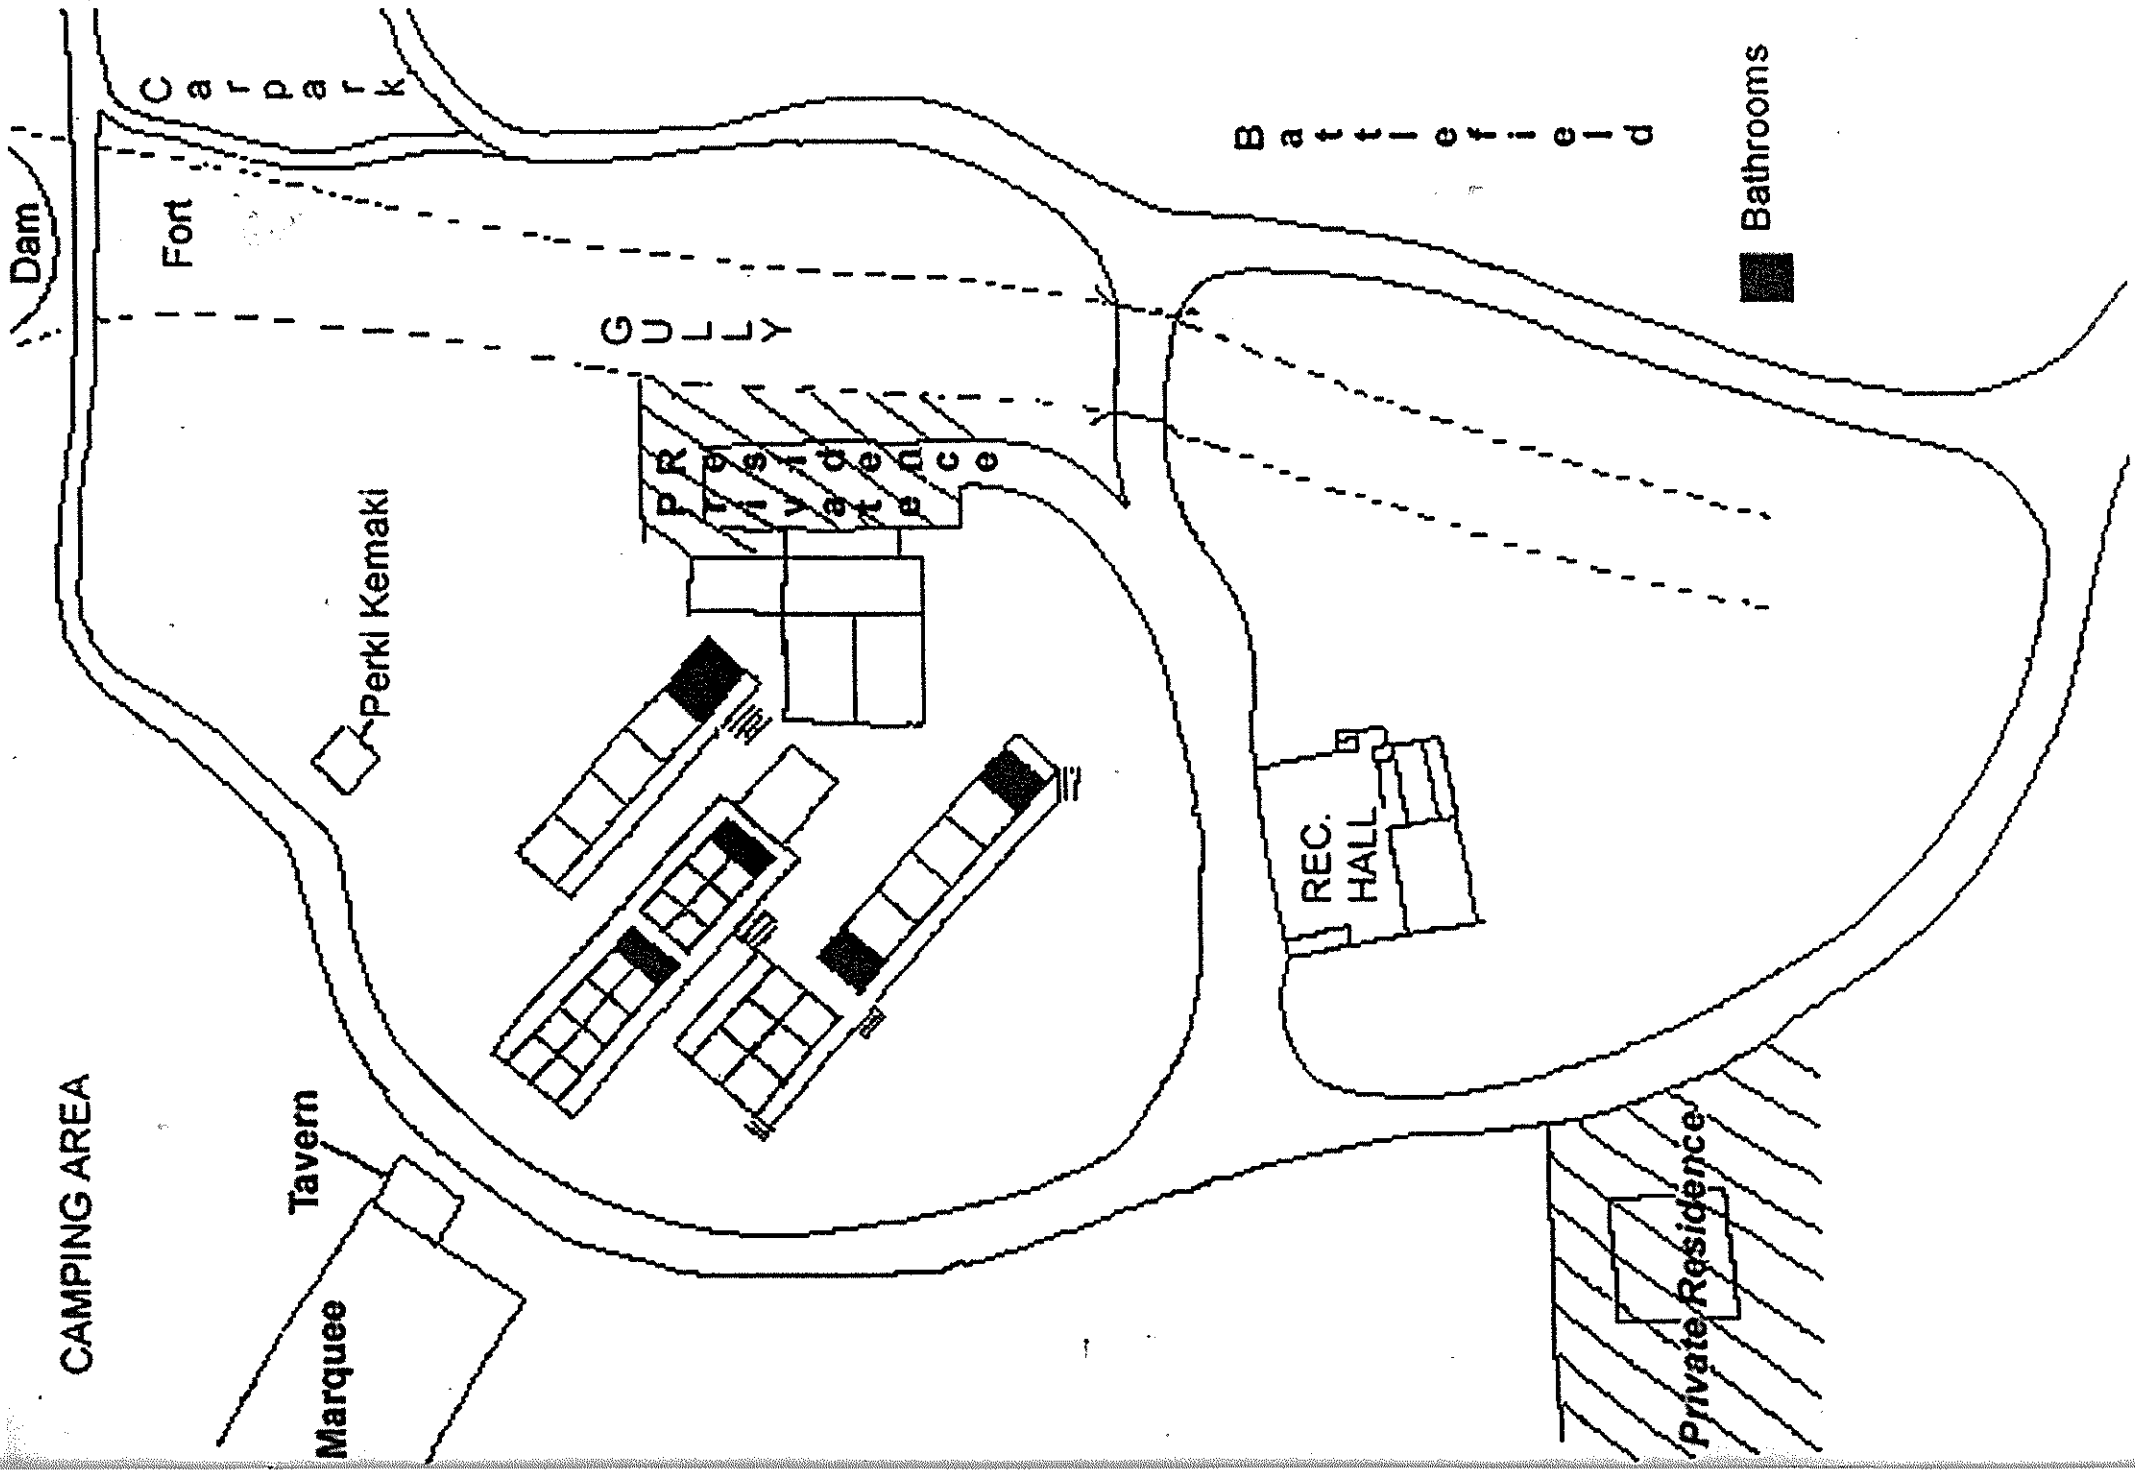 CAMPING AREA
Marquee
Tavern
Perki Kemaki
Dam
Fort
Carpark
GULLY
Private
Residence
REC.
HALL
Battlefield
Private Residence
Bathrooms